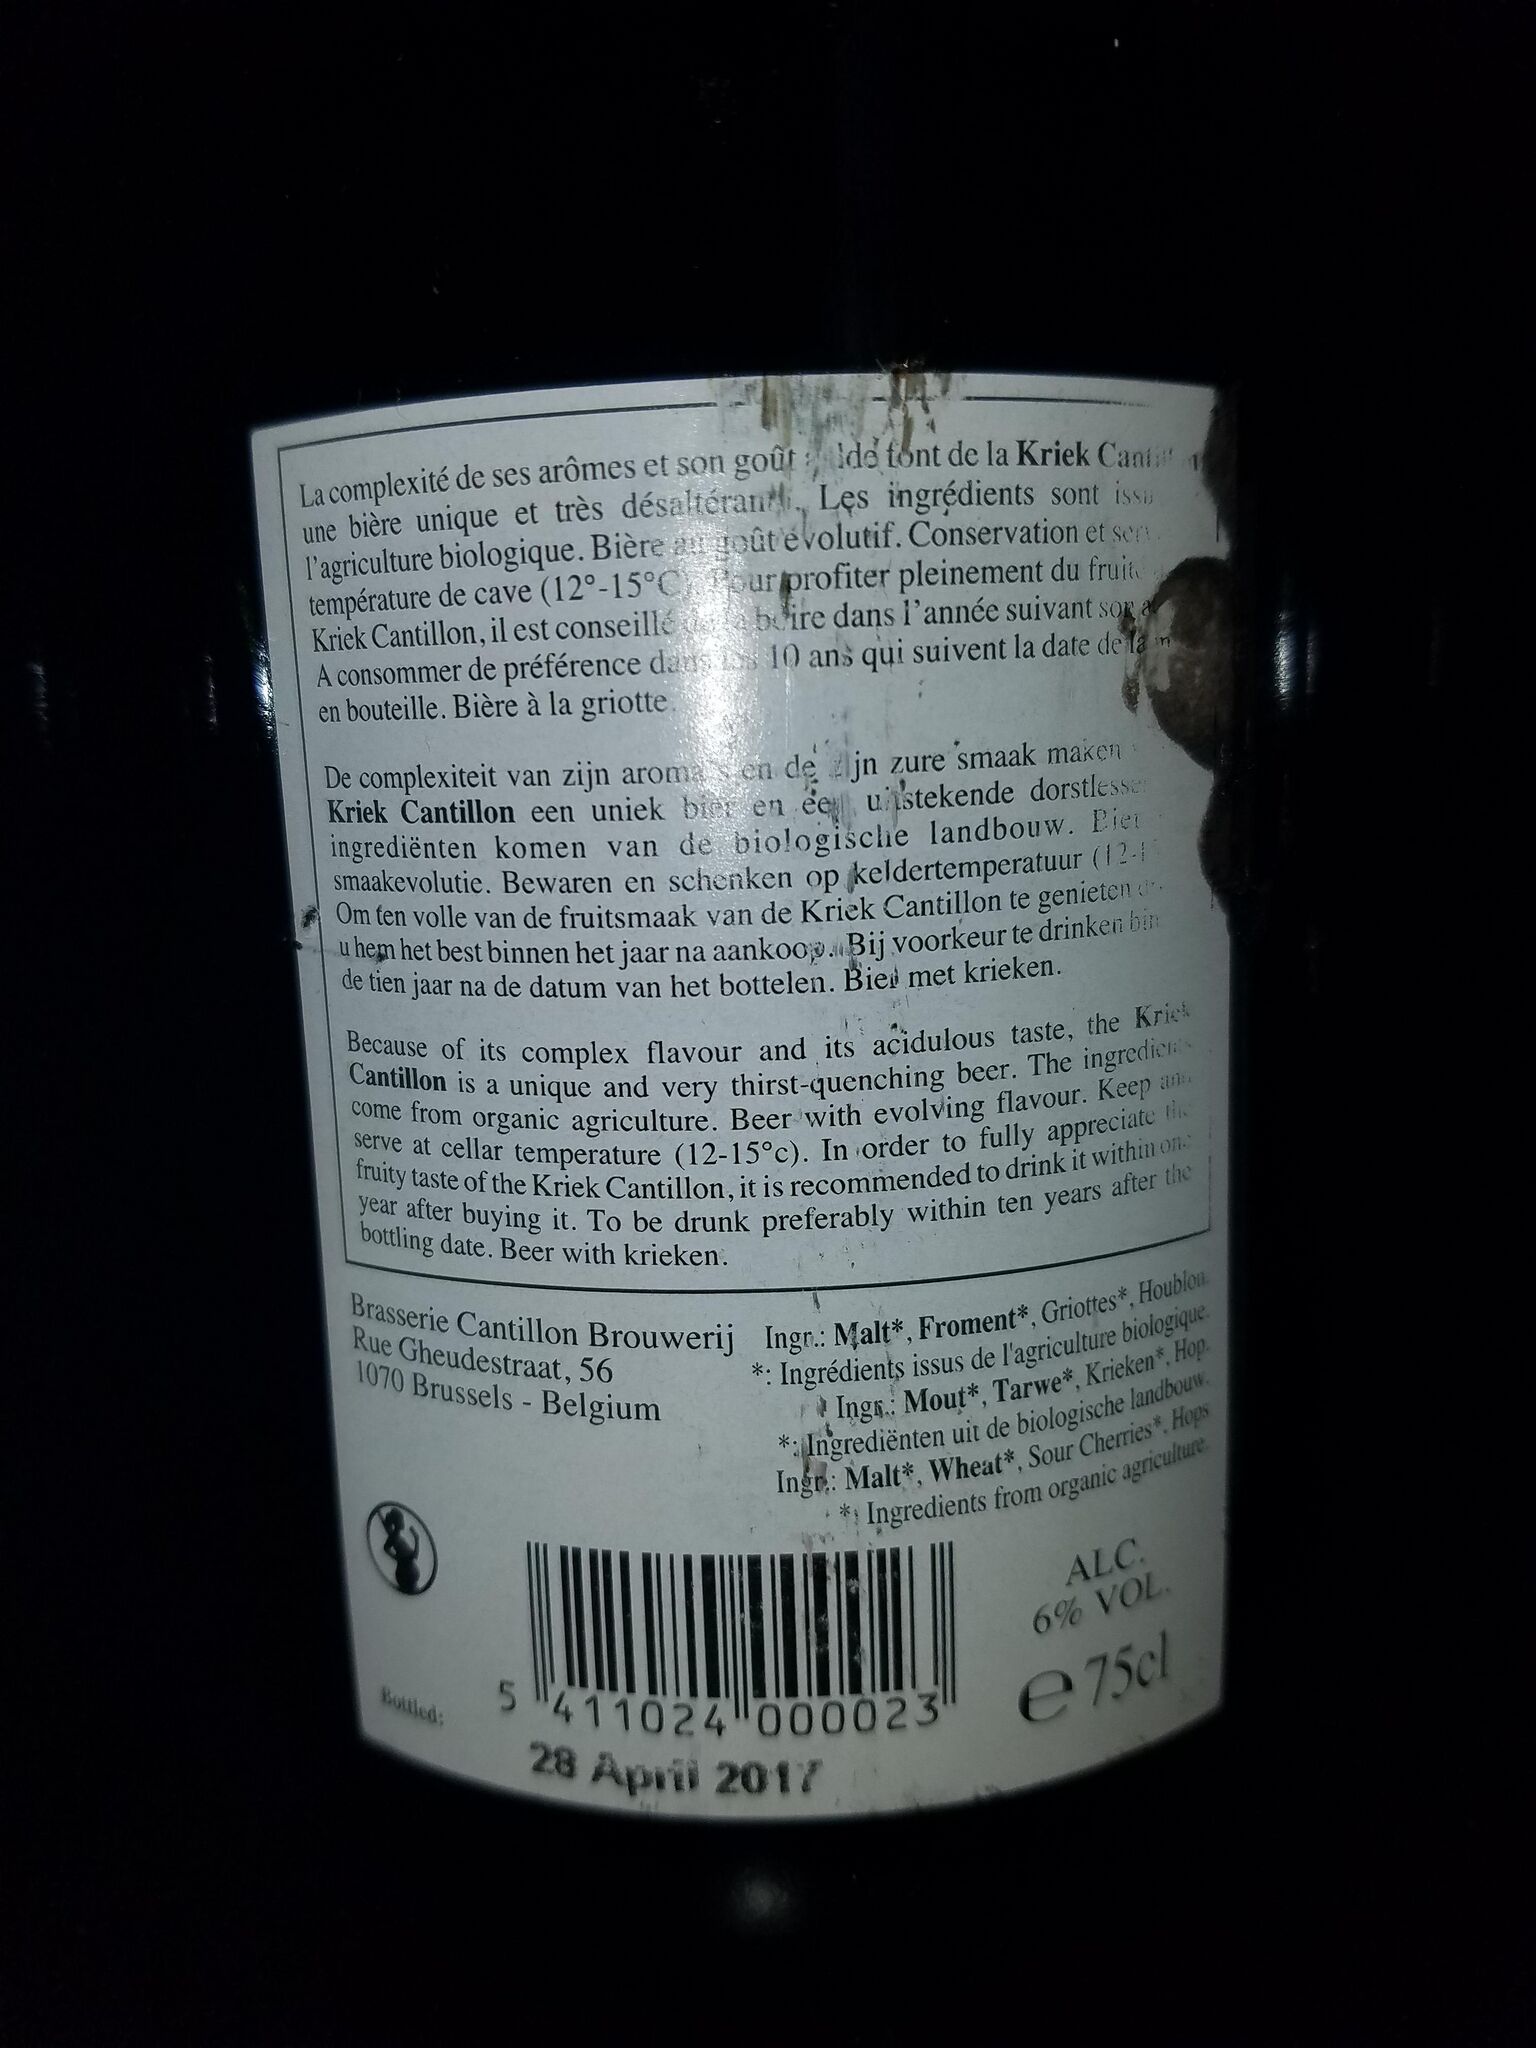 La complexité de ses arômes et son goût font de la Kriek
une bière unique et très Les ingrédients sont
l'agriculture biologique. Bière au goût évolutif. Conservation et
température de cave (12°-15°C). Pour profiter pleinement du
Kriek Cantillon, il est conseillé boire dans l'année suivant son
A consommer de préférence dans les 10 ans qui suivent la date de la
en bouteille. Bière à la griotte.
De complexiteit van zijn en de zijn zure smaak maken
Kriek Cantillon een uniek bier en een uitstekende
ingrediënten komen van de biologische landbouw. Bier
smaakevolutie. Bewaren en schenken op keldertemperatuur
Om ten volle van de fruitsmaak van de Kriek Cantillon te genieten
u hem het best binnen het jaar na aankoop. Bij voorkeur te drinken
de tien jaar na de datum van het bottelen. Bier met krieken.
Because of its complex flavour and its acidulous taste, the Kriek
Cantillon is a unique and very thirst-quenching beer. The
come from organic agriculture. Beer with evolving flavour. Keep and
serve at cellar temperature (12-15°c). In order to fully appreciate the
fruity taste of the Kriek Cantillon, it is recommended to drink it within one
year after buying it. To be drunk preferably within ten years after the
bottling date. Beer with krieken.
Brasserie Cantillon Brouwerij
Rue Gheudestraat, 56
1070 Brussels - Belgium
Ingr.: Malt*, Froment*, Griottes*, Houblon.
*: Ingrédients issus de l'agriculture biologique.
Ingr.: Mout*, Tarwe*, Krieken*, Hop.
*: Ingrediënten uit de biologische landbouw.
Ingr.: Malt*, Wheat*, Sour Cherries*, Hops
*: Ingredients from organic agriculture.
ALC.
6% VOL.
e 75cl
5 411024 000023
Bottled:
28 April 2017